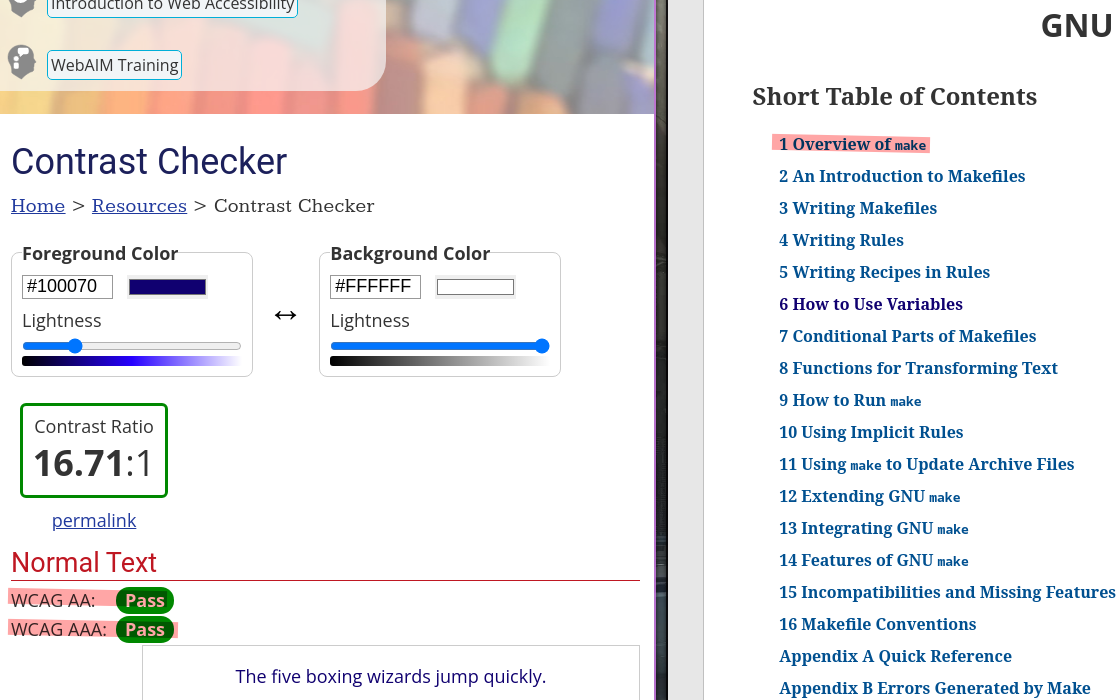 Introduction to Web Accessibility
WebAIM Training
Contrast Checker
Home > Resources > Contrast Checker
Foreground Color
#100070
Lightness
↔
Background Color
#FFFFFF
Lightness
Contrast Ratio
16.71:1
permalink
Normal Text
WCAG AA: Pass
WCAG AAA: Pass
The five boxing wizards jump quickly.
GNU
Short Table of Contents
1 Overview of make
2 An Introduction to Makefiles
3 Writing Makefiles
4 Writing Rules
5 Writing Recipes in Rules
6 How to Use Variables
7 Conditional Parts of Makefiles
8 Functions for Transforming Text
9 How to Run make
10 Using Implicit Rules
11 Using make to Update Archive Files
12 Extending GNU make
13 Integrating GNU make
14 Features of GNU make
15 Incompatibilities and Missing Features
16 Makefile Conventions
Appendix A Quick Reference
Appendix B Errors Generated by Make